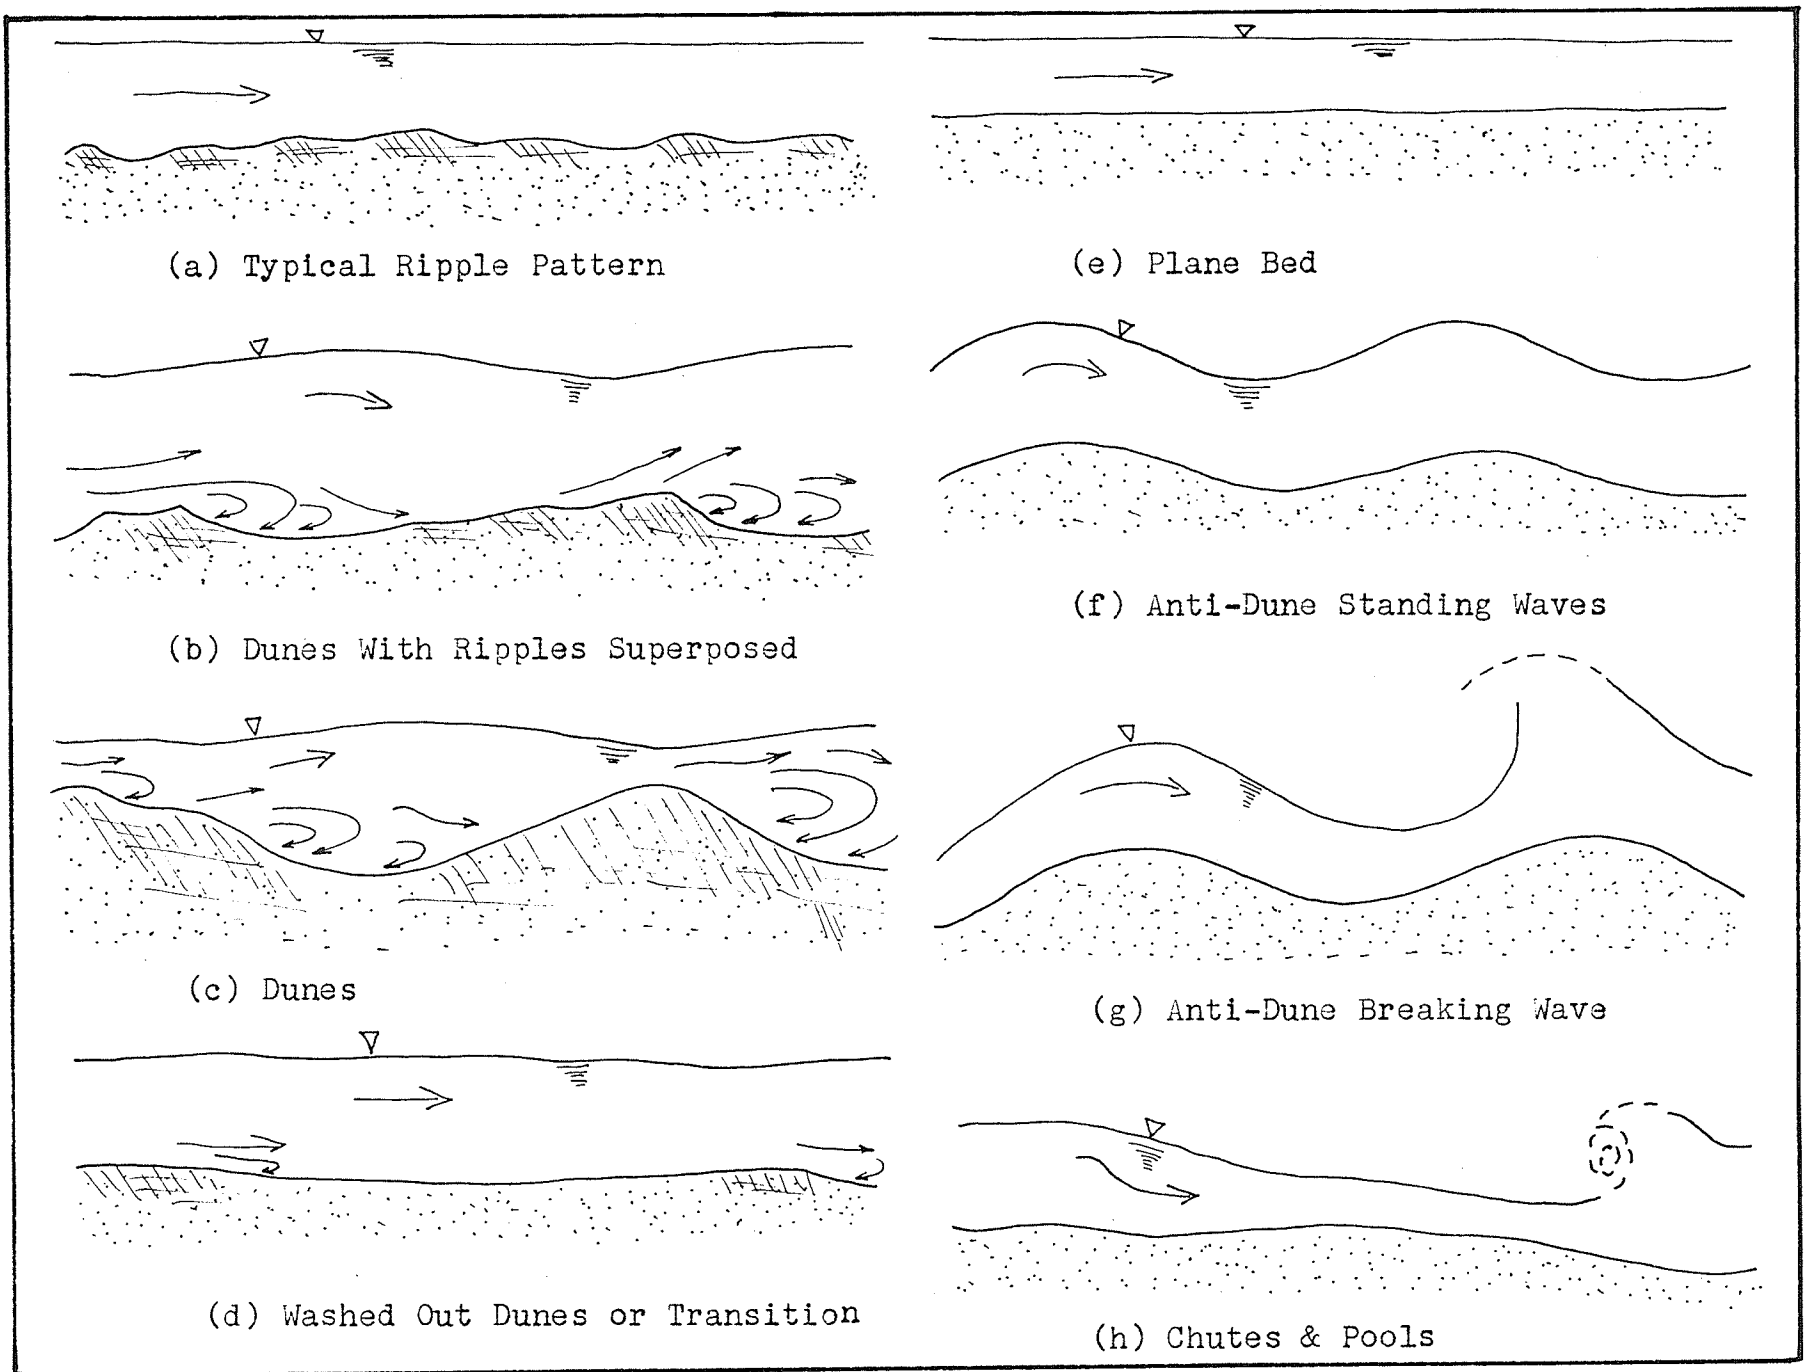 (a) Typical Ripple Pattern
(b) Dunes With Ripples Superposed
(c) Dunes
(d) Washed Out Dunes or Transition
(e) Plane Bed
(f) Anti-Dune Standing Waves
(g) Anti-Dune Breaking Wave
(h) Chutes & Pools